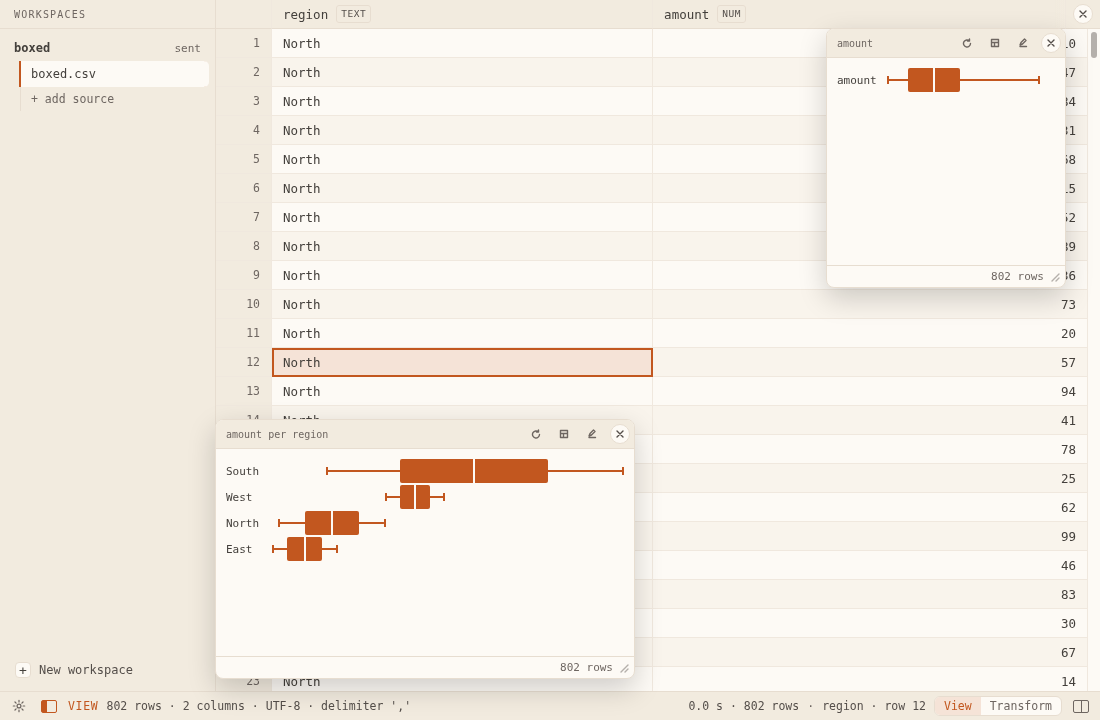 WORKSPACES
boxed sent
boxed.csv
+ add source
+ New workspace
region TEXT amount NUM
1 North
2 North
3 North
4 North
5 North
6 North
7 North
8 North
9 North
10 North 73
11 North 20
12 North 57
13 North 94
41
78
25
62
99
46
83
30
67
23 North 14
amount
amount
802 rows
amount per region
South
West
North
East
802 rows
VIEW 802 rows · 2 columns · UTF-8 · delimiter ','
0.0 s · 802 rows · region · row 12 View Transform